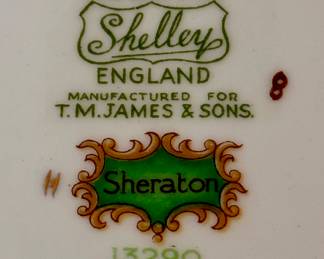 Shelley
ENGLAND
MANUFACTURED FOR
T.M. JAMES & SONS.
8
Sheraton
13290